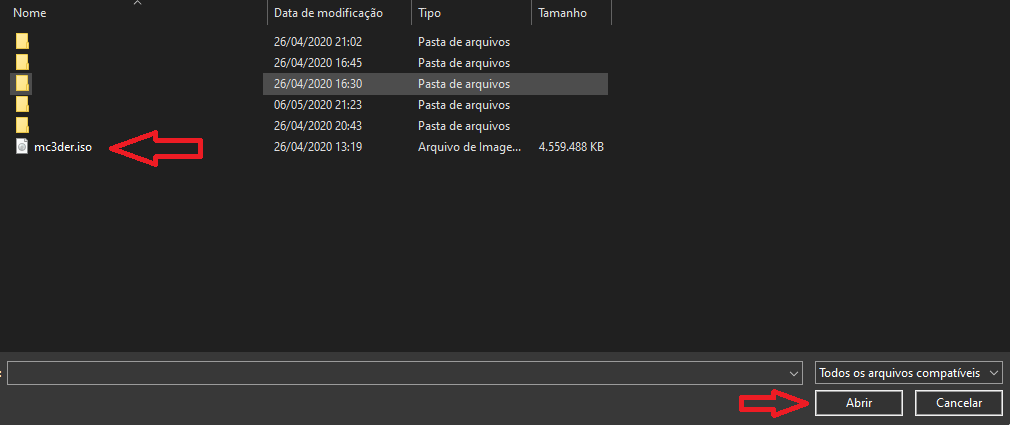 Nome Data de modificação Tipo Tamanho
26/04/2020 21:02 Pasta de arquivos
26/04/2020 16:45 Pasta de arquivos
26/04/2020 16:30 Pasta de arquivos
06/05/2020 21:23 Pasta de arquivos
26/04/2020 20:43 Pasta de arquivos
mc3der.iso 26/04/2020 13:19 Arquivo de Image... 4.559.488 KB
: Todos os arquivos compatíveis
Abrir Cancelar